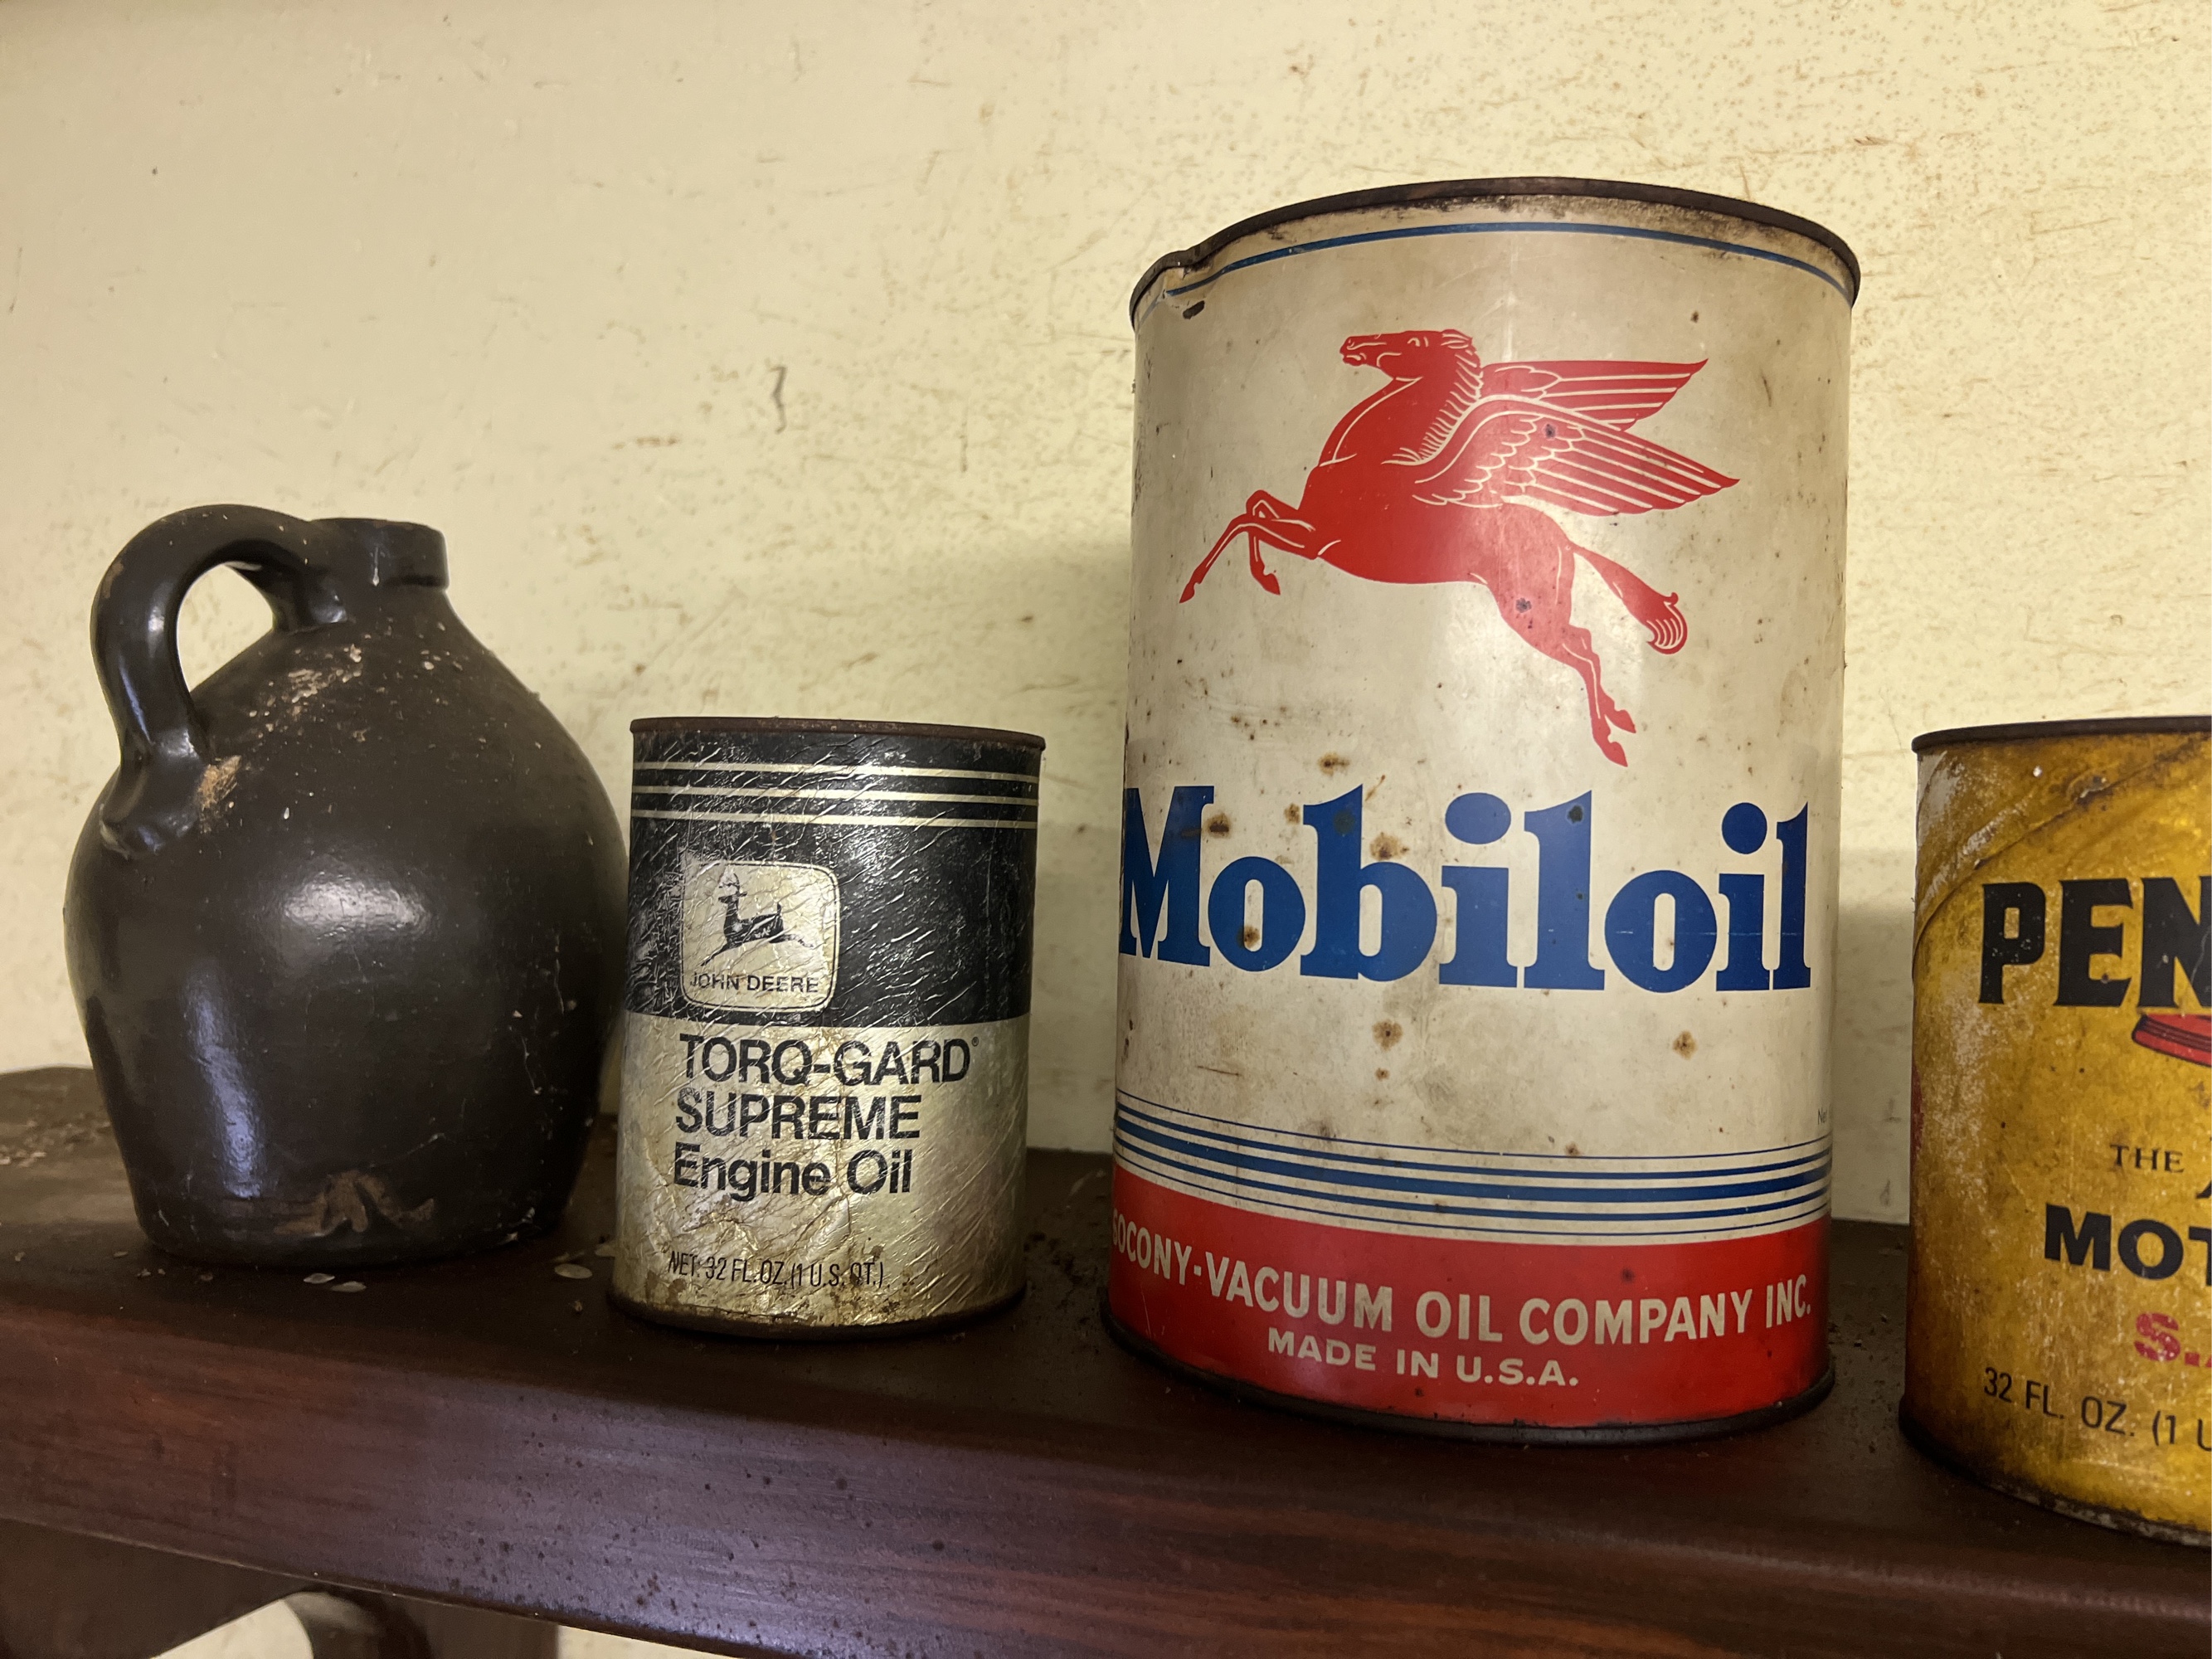 JOHN DEERE
TORQ-GARD®
SUPREME
Engine Oil
NET. 32 FL. OZ. (1 U.S. QT.)
Mobiloil
SOCONY-VACUUM OIL COMPANY INC.
MADE IN U.S.A.
PEN
THE
MOT
S.
32 FL. OZ. (1 U